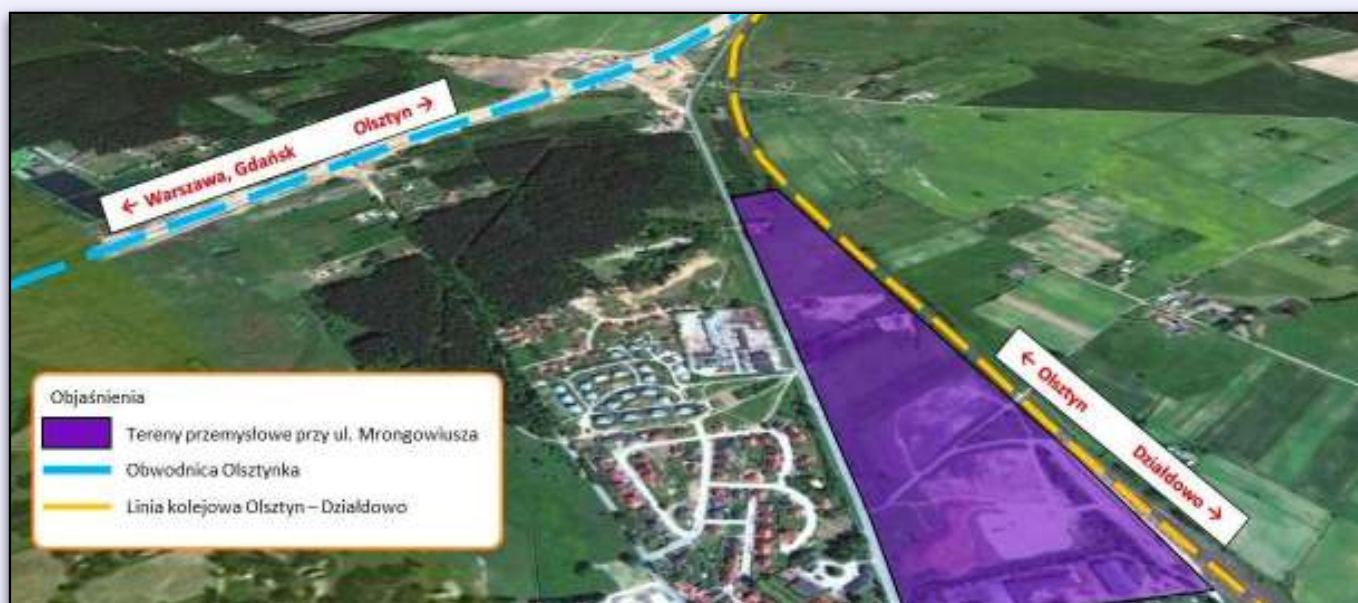 ← Warszawa, Gdańsk Olsztyn →
← Olsztyn Działdowo →
Objaśnienia
Tereny przemysłowe przy ul. Mrongowiusza
Obwodnica Olsztynka
Linia kolejowa Olsztyn – Działdowo